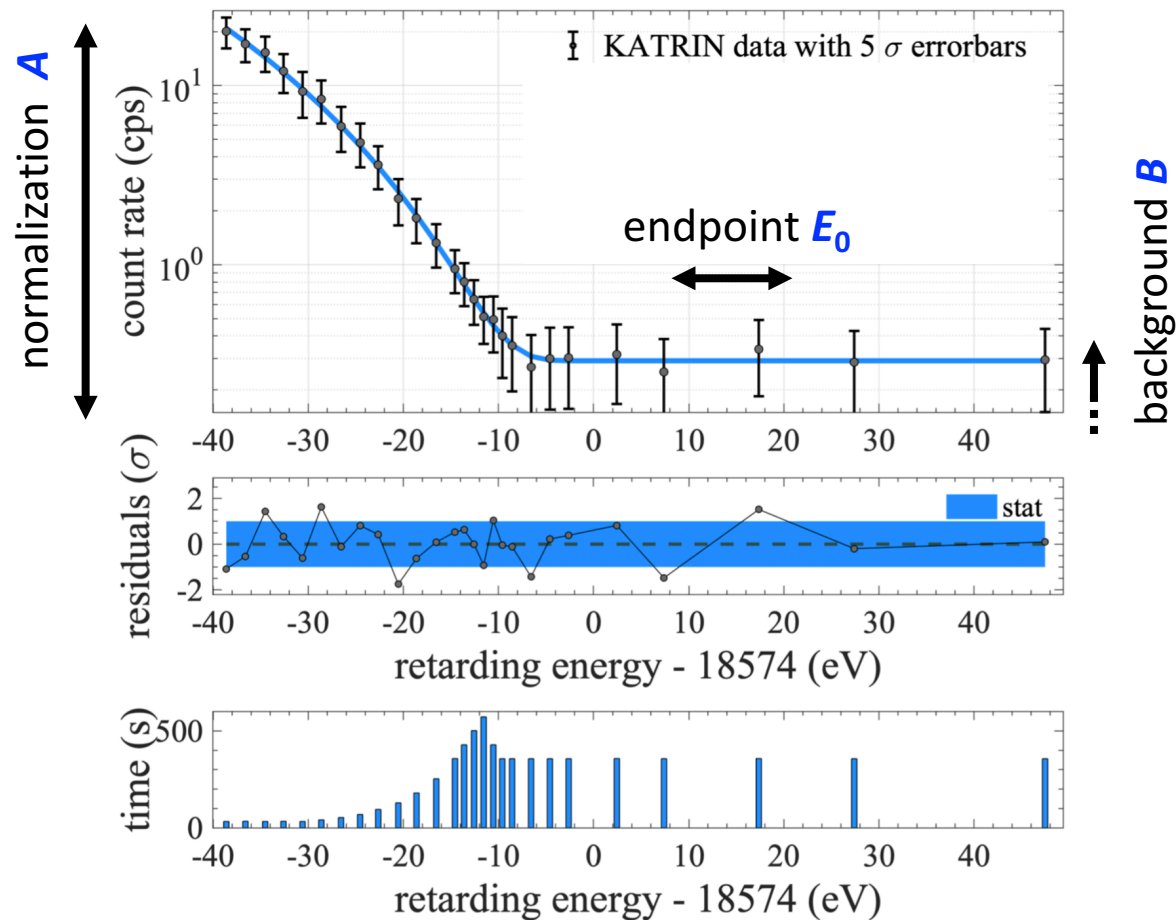 normalization A
count rate (cps)
10¹
10⁰
KATRIN data with 5 σ errorbars
endpoint E₀
background B
-40 -30 -20 -10 0 10 20 30 40
residuals (σ)
2
0
-2
stat
-40 -30 -20 -10 0 10 20 30 40
retarding energy - 18574 (eV)
time (s)
500
0
-40 -30 -20 -10 0 10 20 30 40
retarding energy - 18574 (eV)